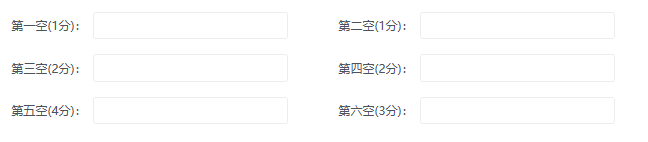 第一空(1分)： 第二空(1分)：
第三空(2分)： 第四空(2分)：
第五空(4分)： 第六空(3分)：